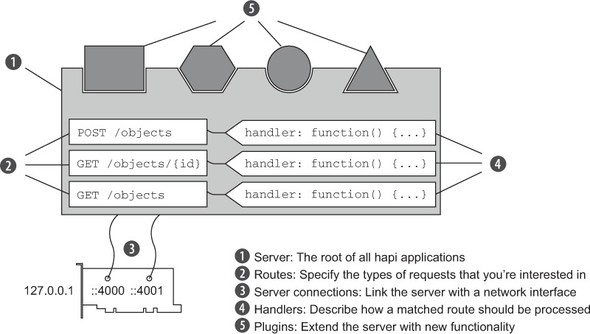 5
1
POST /objects handler: function() {...}
2 GET /objects/{id} handler: function() {...} 4
GET /objects handler: function() {...}
3
127.0.0.1 ::4000 ::4001
1 Server: The root of all hapi applications
2 Routes: Specify the types of requests that you're interested in
3 Server connections: Link the server with a network interface
4 Handlers: Describe how a matched route should be processed
5 Plugins: Extend the server with new functionality